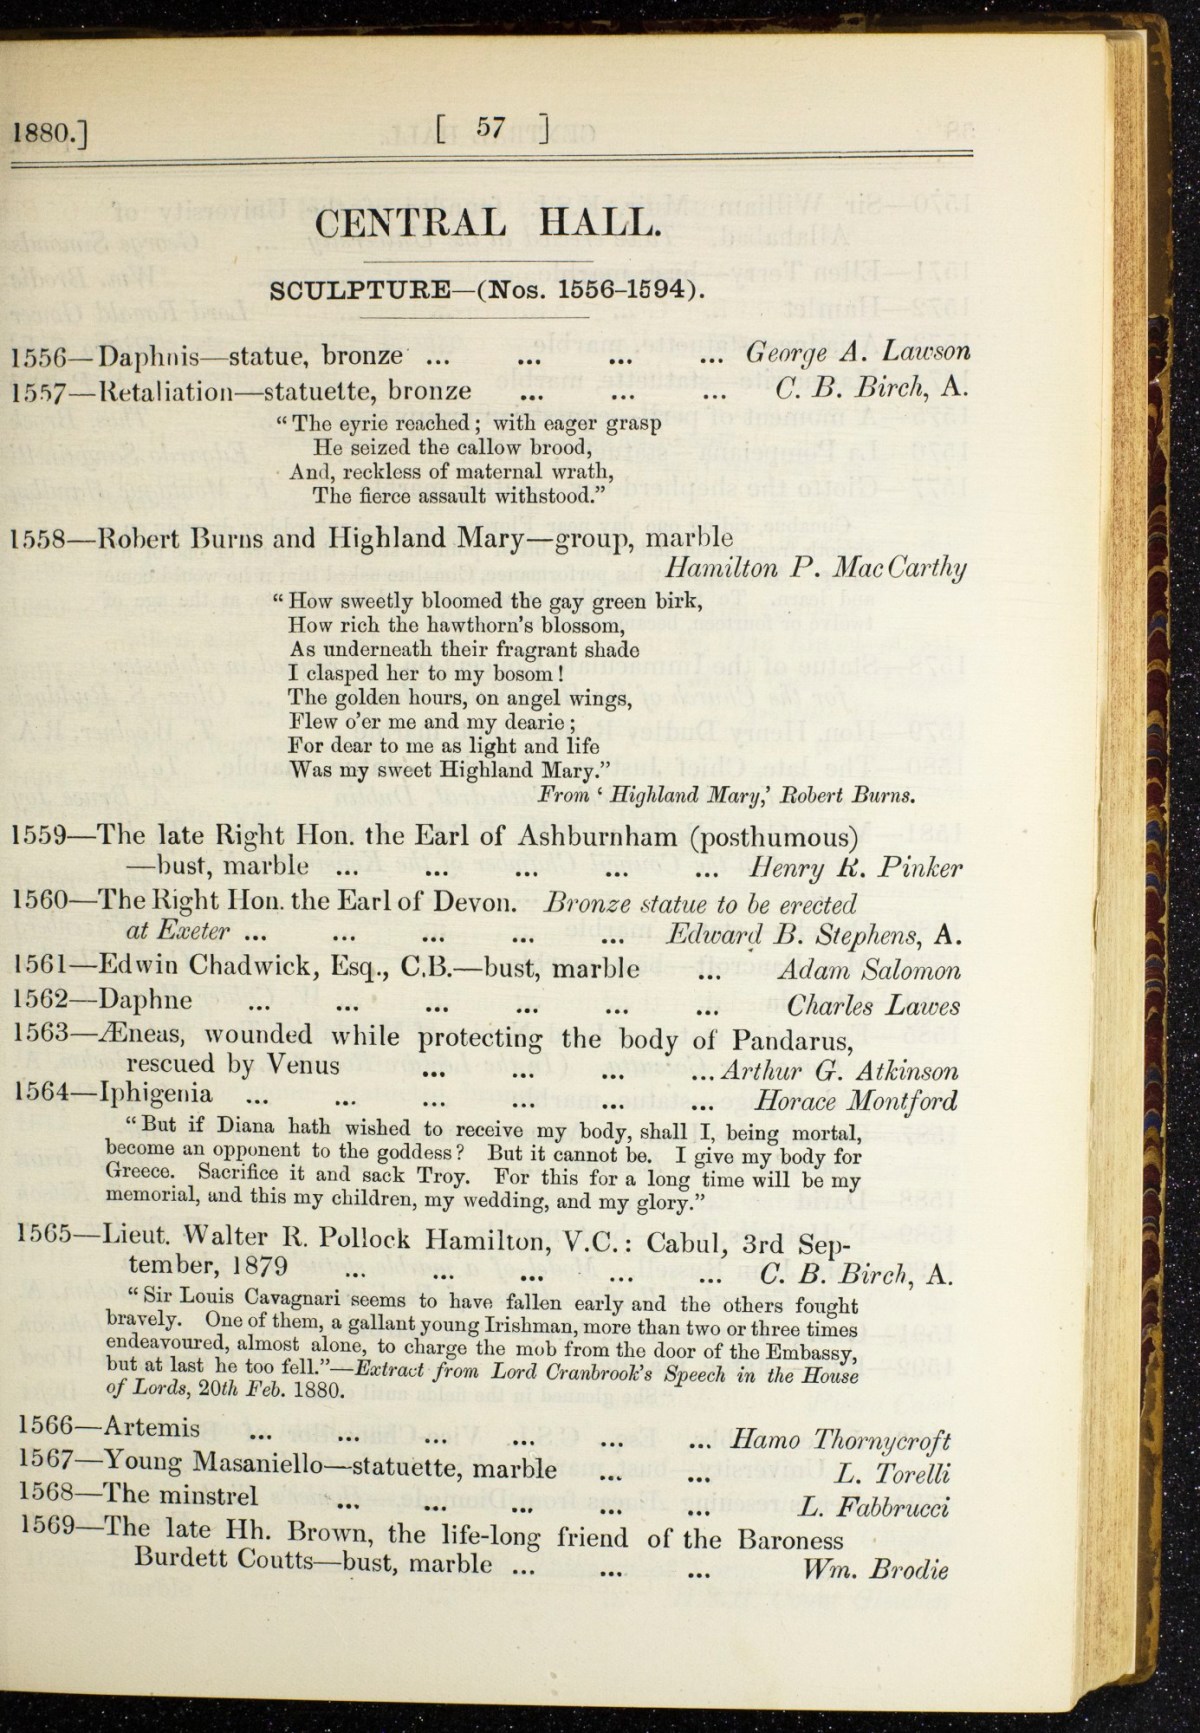 1880.] [ 57 ]
CENTRAL HALL.
SCULPTURE—(Nos. 1556-1594).
1556—Daphnis—statue, bronze ... ... ... ... George A. Lawson
1557—Retaliation—statuette, bronze ... ... ... C. B. Birch, A.
“The eyrie reached; with eager grasp
He seized the callow brood,
And, reckless of maternal wrath,
The fierce assault withstood.”
1558—Robert Burns and Highland Mary—group, marble
Hamilton P. MacCarthy
“How sweetly bloomed the gay green birk,
How rich the hawthorn's blossom,
As underneath their fragrant shade
I clasped her to my bosom!
The golden hours, on angel wings,
Flew o'er me and my dearie;
For dear to me as light and life
Was my sweet Highland Mary.”
From ‘Highland Mary,’ Robert Burns.
1559—The late Right Hon. the Earl of Ashburnham (posthumous)
—bust, marble ... ... ... ... ... Henry R. Pinker
1560—The Right Hon. the Earl of Devon. Bronze statue to be erected
at Exeter ... ... ... ... ... Edward B. Stephens, A.
1561—Edwin Chadwick, Esq., C.B.—bust, marble ... Adam Salomon
1562—Daphne ... ... ... ... ... ... Charles Lawes
1563—Æneas, wounded while protecting the body of Pandarus,
rescued by Venus ... ... ... ... Arthur G. Atkinson
1564—Iphigenia ... ... ... ... ... ... Horace Montford
“But if Diana hath wished to receive my body, shall I, being mortal,
become an opponent to the goddess? But it cannot be. I give my body for
Greece. Sacrifice it and sack Troy. For this for a long time will be my
memorial, and this my children, my wedding, and my glory.”
1565—Lieut. Walter R. Pollock Hamilton, V.C.: Cabul, 3rd Sep-
tember, 1879 ... ... ... ... ... C. B. Birch, A.
“Sir Louis Cavagnari seems to have fallen early and the others fought
bravely. One of them, a gallant young Irishman, more than two or three times
endeavoured, almost alone, to charge the mob from the door of the Embassy,
but at last he too fell.”—Extract from Lord Cranbrook's Speech in the House
of Lords, 20th Feb. 1880.
1566—Artemis ... ... ... ... ... ... Hamo Thornycroft
1567—Young Masaniello—statuette, marble ... ... L. Torelli
1568—The minstrel ... ... ... ... ... L. Fabbrucci
1569—The late Hh. Brown, the life-long friend of the Baroness
Burdett Coutts—bust, marble ... ... ... Wm. Brodie